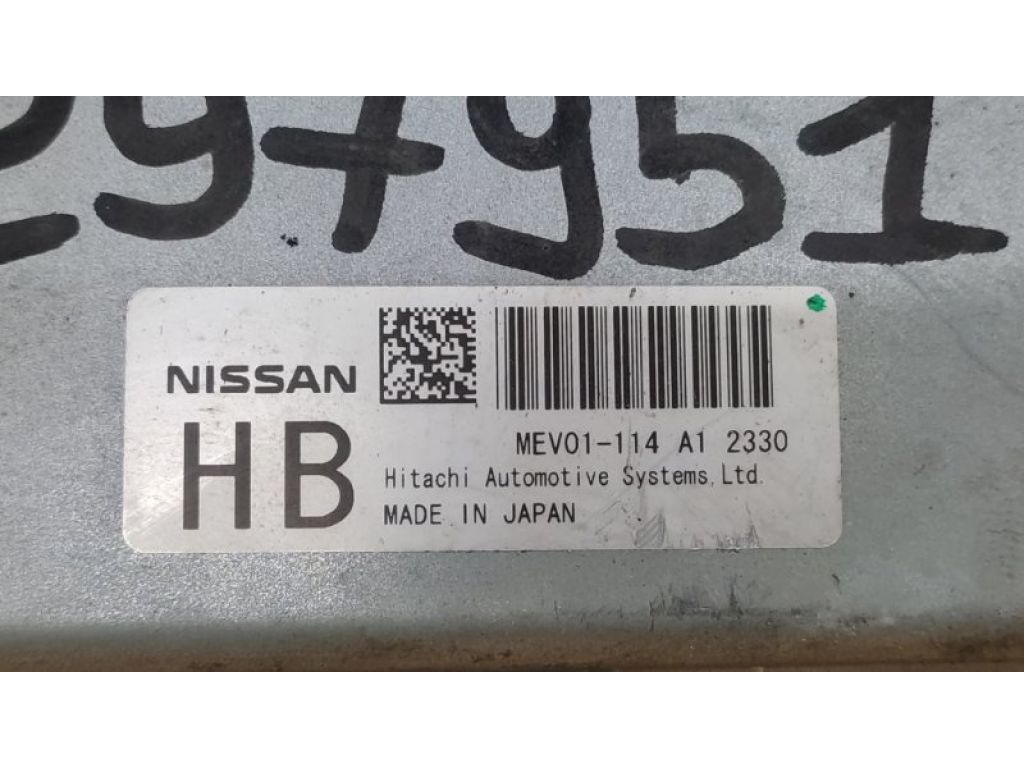 297951
NISSAN
HB
MEV01-114 A1 2330
Hitachi Automotive Systems, Ltd.
MADE IN JAPAN